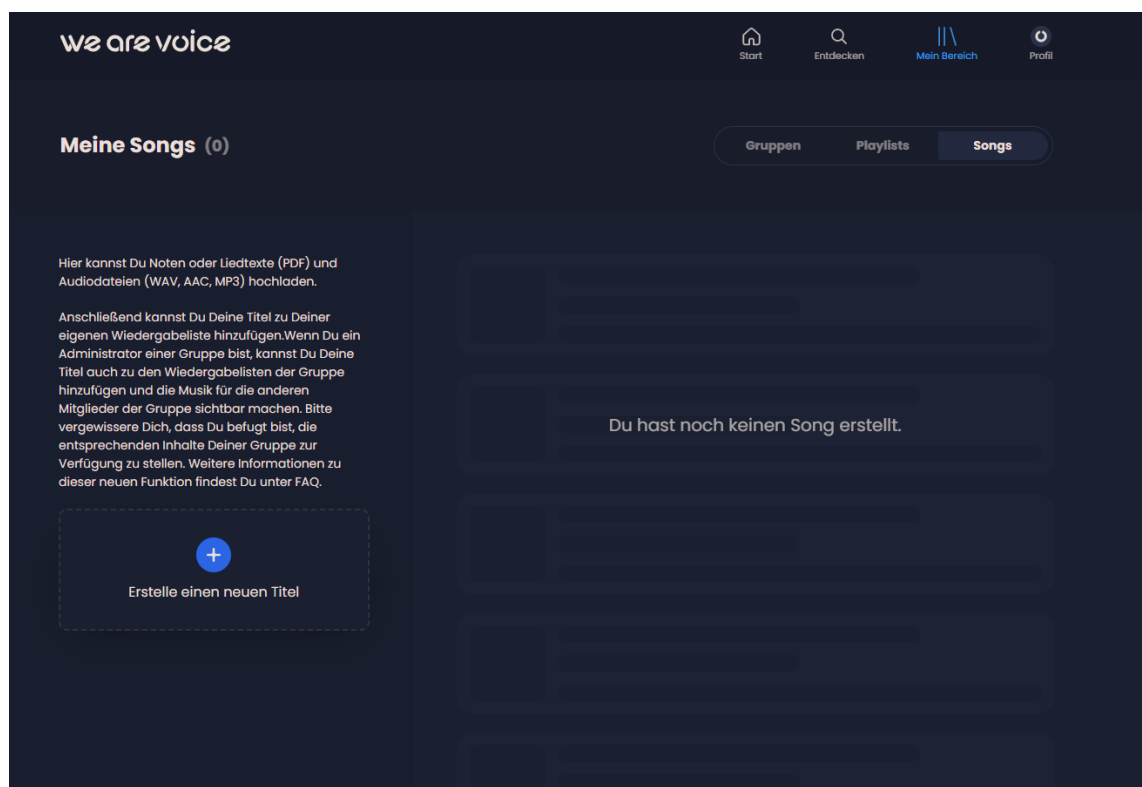 we are voice
Start
Entdecken
Mein Bereich
Profil
Meine Songs (0)
Gruppen
Playlists
Songs
Hier kannst Du Noten oder Liedtexte (PDF) und
Audiodateien (WAV, AAC, MP3) hochladen.
Anschließend kannst Du Deine Titel zu Deiner
eigenen Wiedergabeliste hinzufügen.Wenn Du ein
Administrator einer Gruppe bist, kannst Du Deine
Titel auch zu den Wiedergabelisten der Gruppe
hinzufügen und die Musik für die anderen
Mitglieder der Gruppe sichtbar machen. Bitte
vergewissere Dich, dass Du befugt bist, die
entsprechenden Inhalte Deiner Gruppe zur
Verfügung zu stellen. Weitere Informationen zu
dieser neuen Funktion findest Du unter FAQ.
Erstelle einen neuen Titel
Du hast noch keinen Song erstellt.